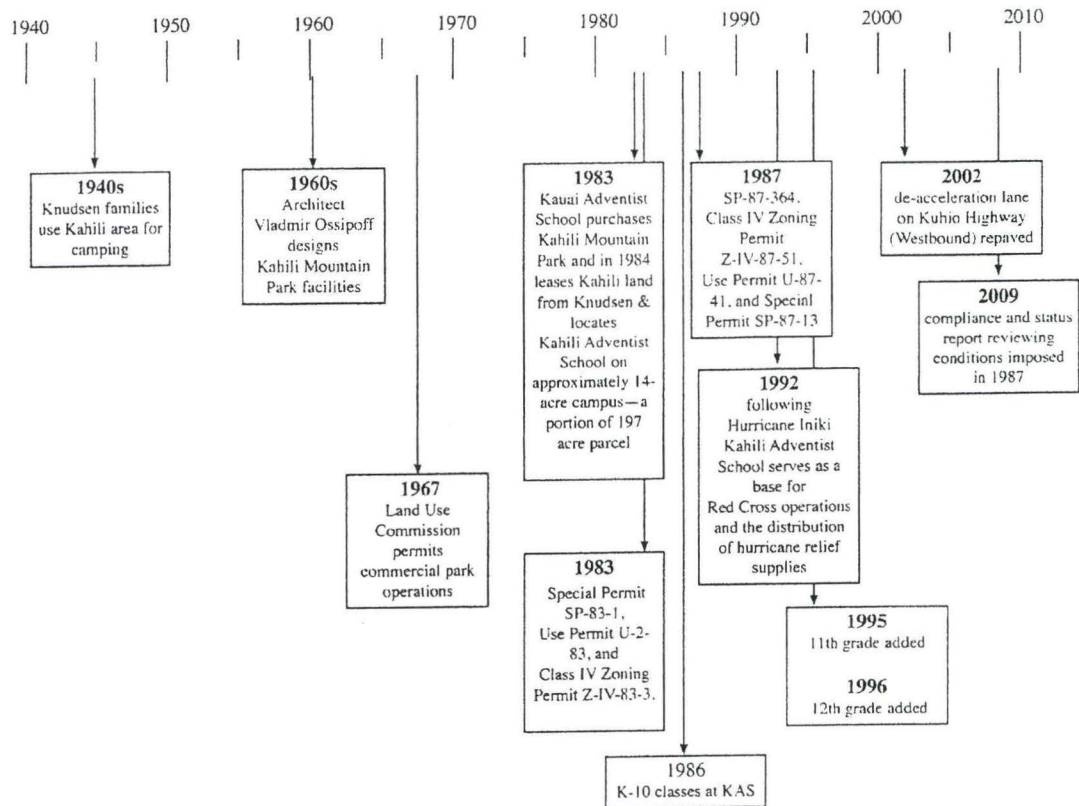 1940
1950
1960
1970
1980
1990
2000
2010
1940s
Knudsen families
use Kahili area for
camping
1960s
Architect
Vladmir Ossipoff
designs
Kahili Mountain
Park facilities
1967
Land Use
Commission
permits
commercial park
operations
1983
Kauai Adventist
School purchases
Kahili Mountain
Park and in 1984
leases Kahili land
from Knudsen &
locates
Kahili Adventist
School on
approximately 14-
acre campus—a
portion of 197
acre parcel
1983
Special Permit
SP-83-1,
Use Permit U-2-
83, and
Class IV Zoning
Permit Z-IV-83-3.
1986
K-10 classes at KAS
1987
SP-87-364,
Class IV Zoning
Permit
Z-IV-87-51,
Use Permit U-87-
41, and Special
Permit SP-87-13
1992
following
Hurricane Iniki
Kahili Adventist
School serves as a
base for
Red Cross operations
and the distribution
of hurricane relief
supplies
1995
11th grade added
1996
12th grade added
2002
de-acceleration lane
on Kuhio Highway
(Westbound) repaved
2009
compliance and status
report reviewing
conditions imposed
in 1987